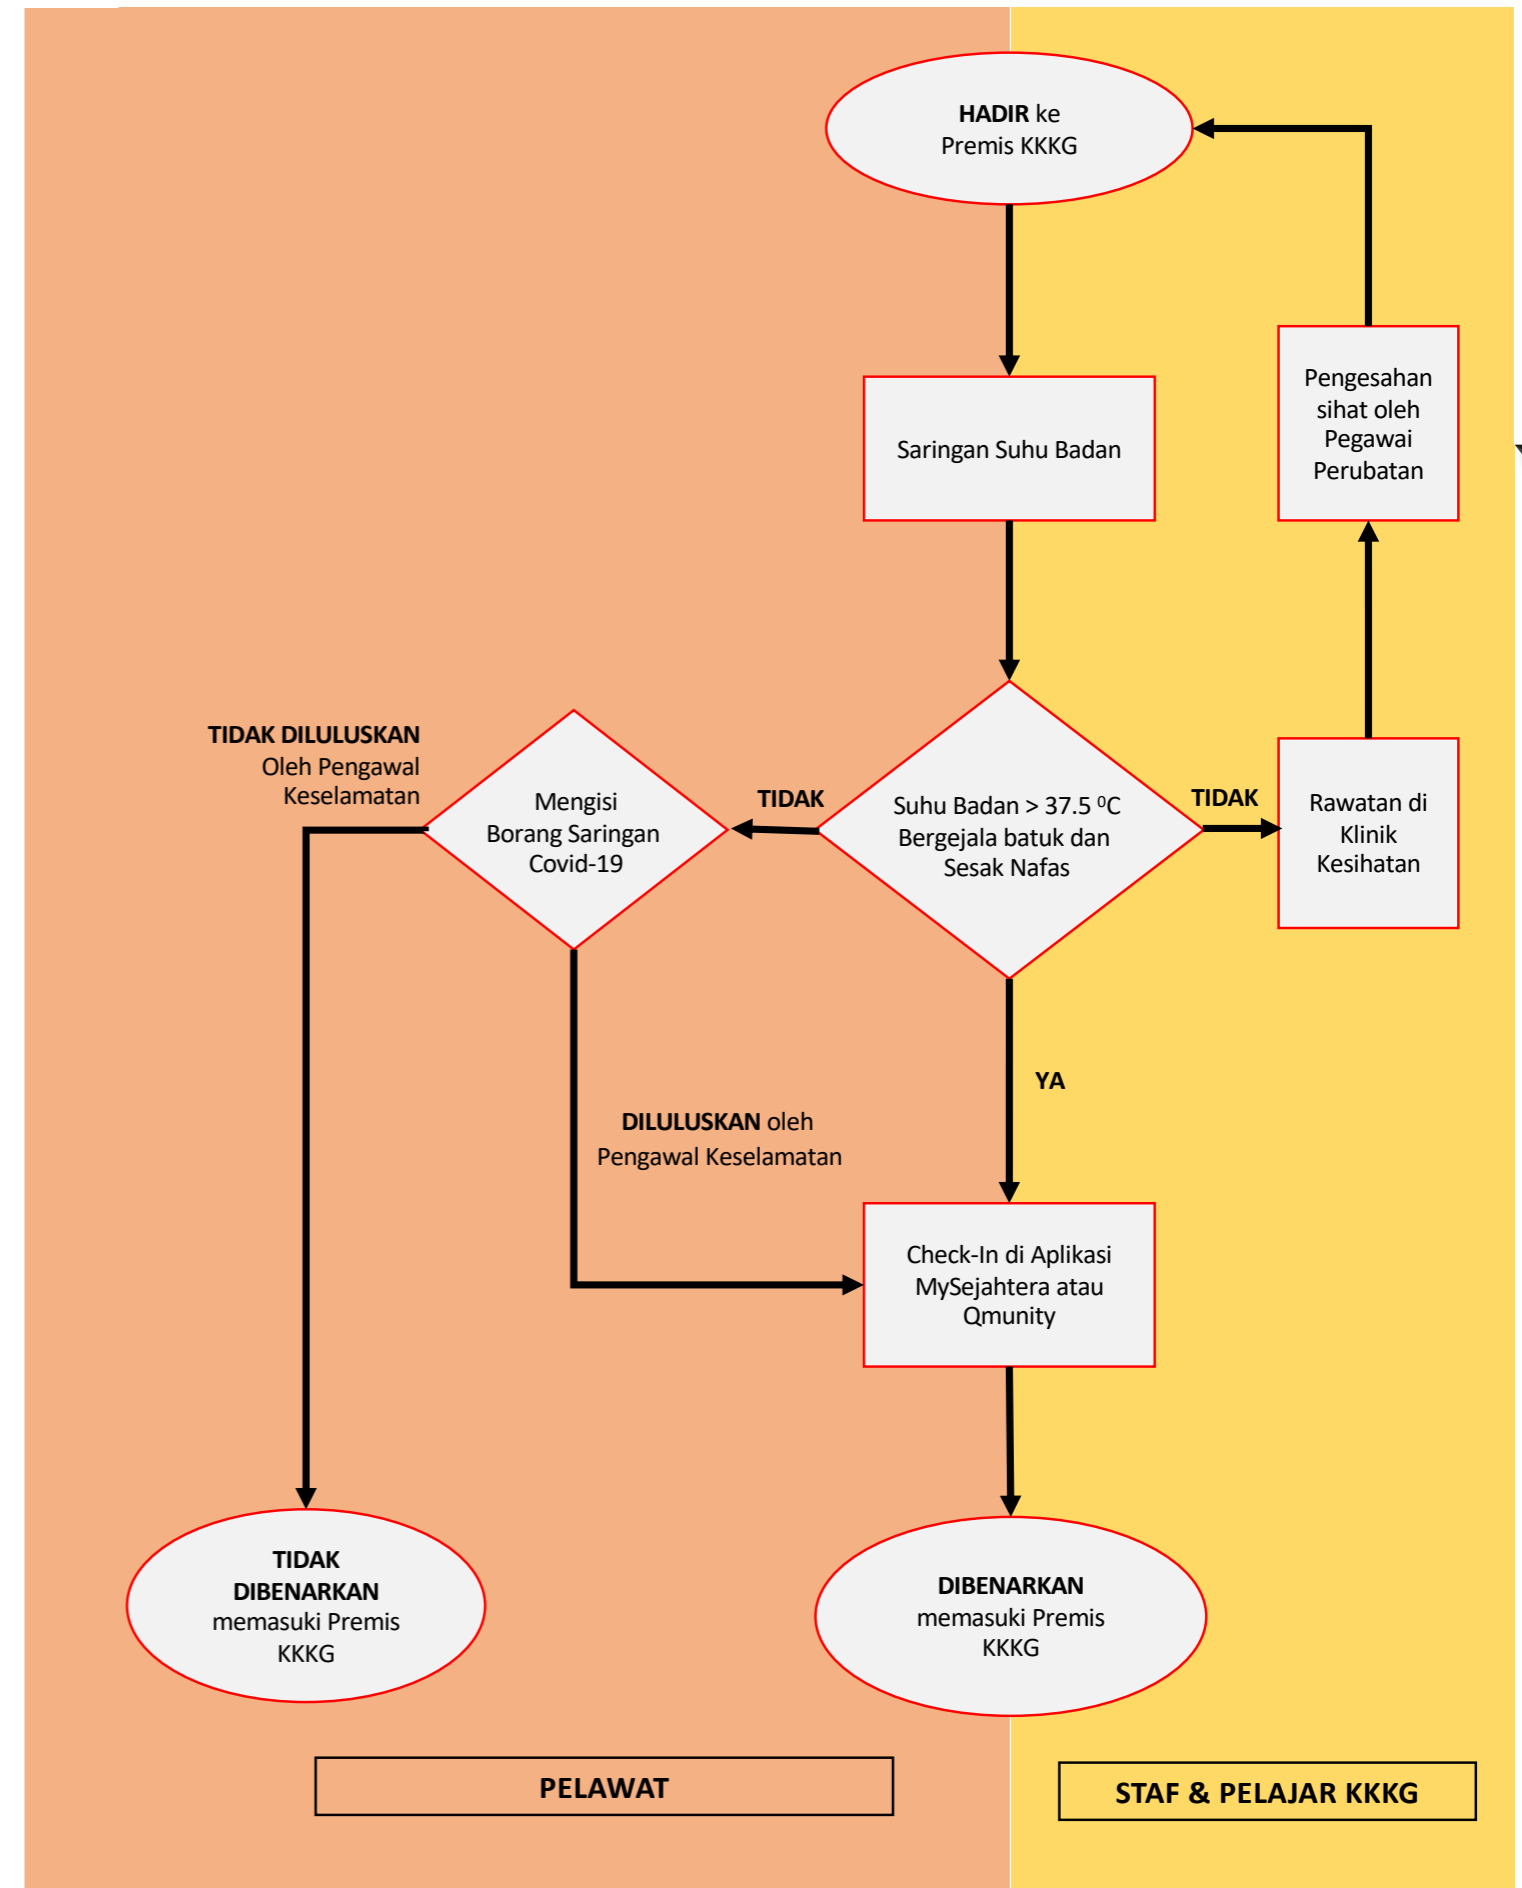 HADIR ke
Premis KKKG
Saringan Suhu Badan
Pengesahan
sihat oleh
Pegawai
Perubatan
TIDAK DILULUSKAN
Oleh Pengawal
Keselamatan
Mengisi
Borang Saringan
Covid-19
TIDAK
Suhu Badan > 37.5 ⁰C
Bergejala batuk dan
Sesak Nafas
TIDAK
Rawatan di
Klinik
Kesihatan
YA
DILULUSKAN oleh
Pengawal Keselamatan
Check-In di Aplikasi
MySejahtera atau
Qmunity
TIDAK
DIBENARKAN
memasuki Premis
KKKG
DIBENARKAN
memasuki Premis
KKKG
PELAWAT
STAF & PELAJAR KKKG